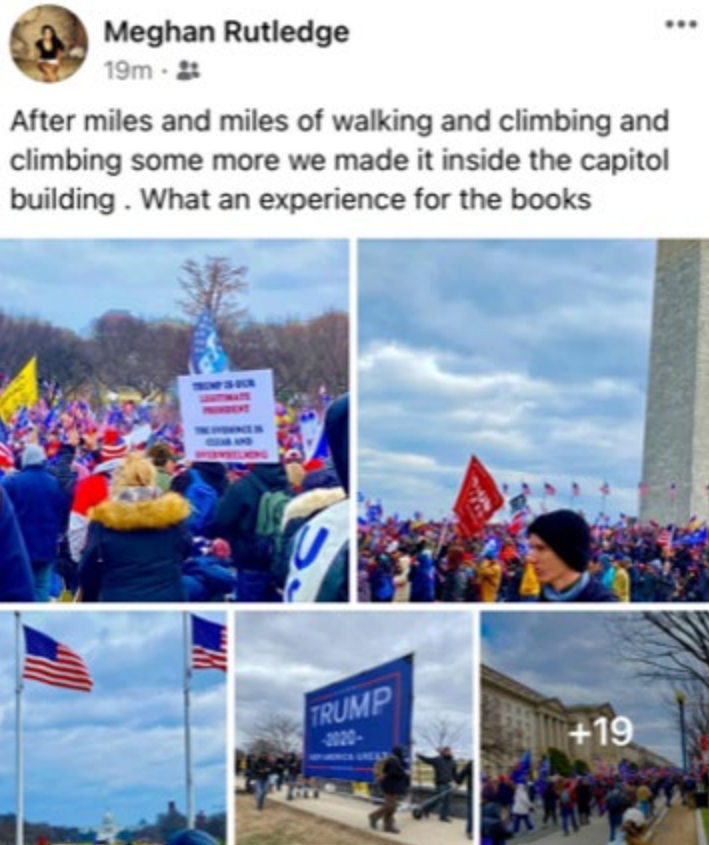 Meghan Rutledge
19m
After miles and miles of walking and climbing and
climbing some more we made it inside the capitol
building . What an experience for the books
TRUMP IS OUR
LEGITIMATE
PRESIDENT
THE EVIDENCE IS
CLEAR AND
OVERWHELMING
U
TRUMP
-2020-
+19